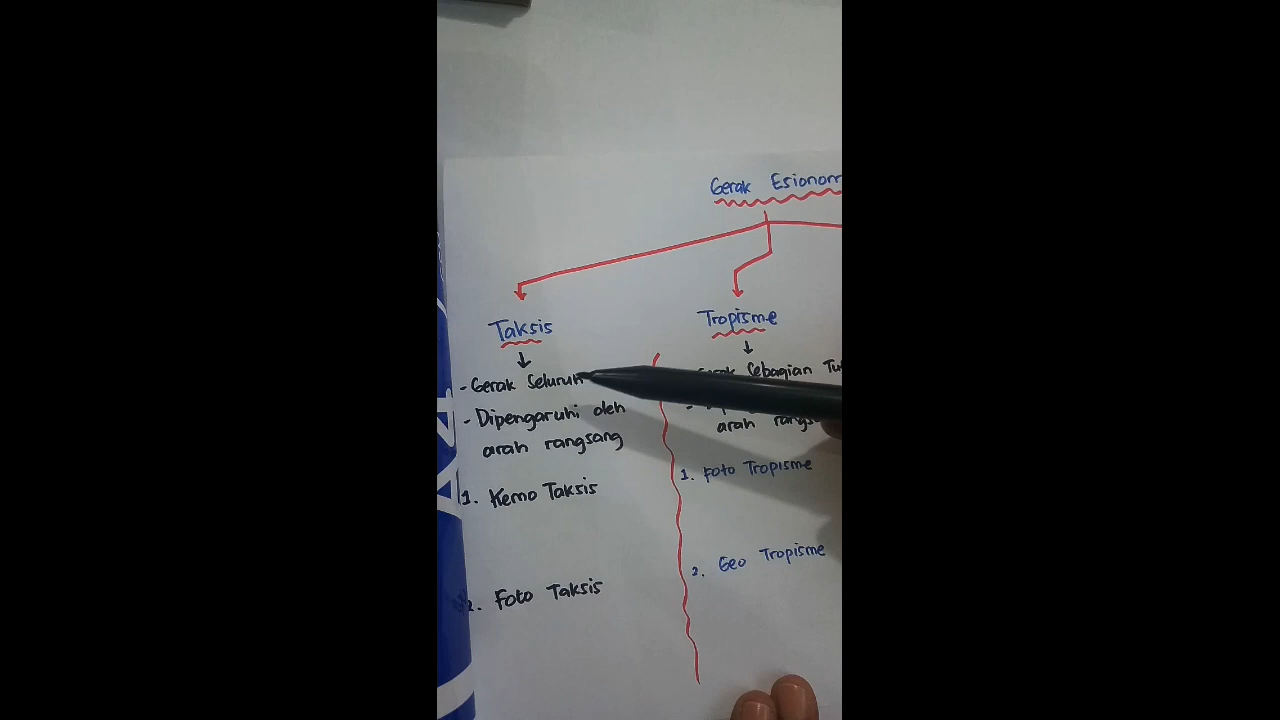 Gerak Esionom
Taksis
- Gerak Seluruh
- Dipengaruhi oleh
arah rangsang
1. Kemo Taksis
2. Foto Taksis
Tropisme
Gerak Sebagian
arah
1. Foto Tropisme
2. Geo Tropisme